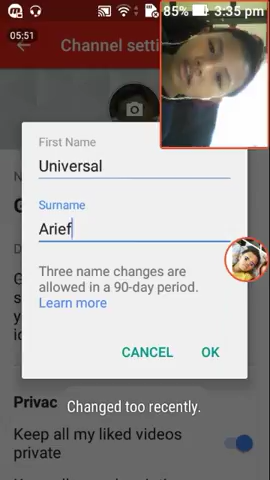 85% 3:35 pm
05:51
Channel setti
First Name
Universal
N
Surname
G
Arief
D
Three name changes are
allowed in a 90-day period.
Learn more
G
s
y
ic
CANCEL OK
Privac
Changed too recently.
Keep all my liked videos
private